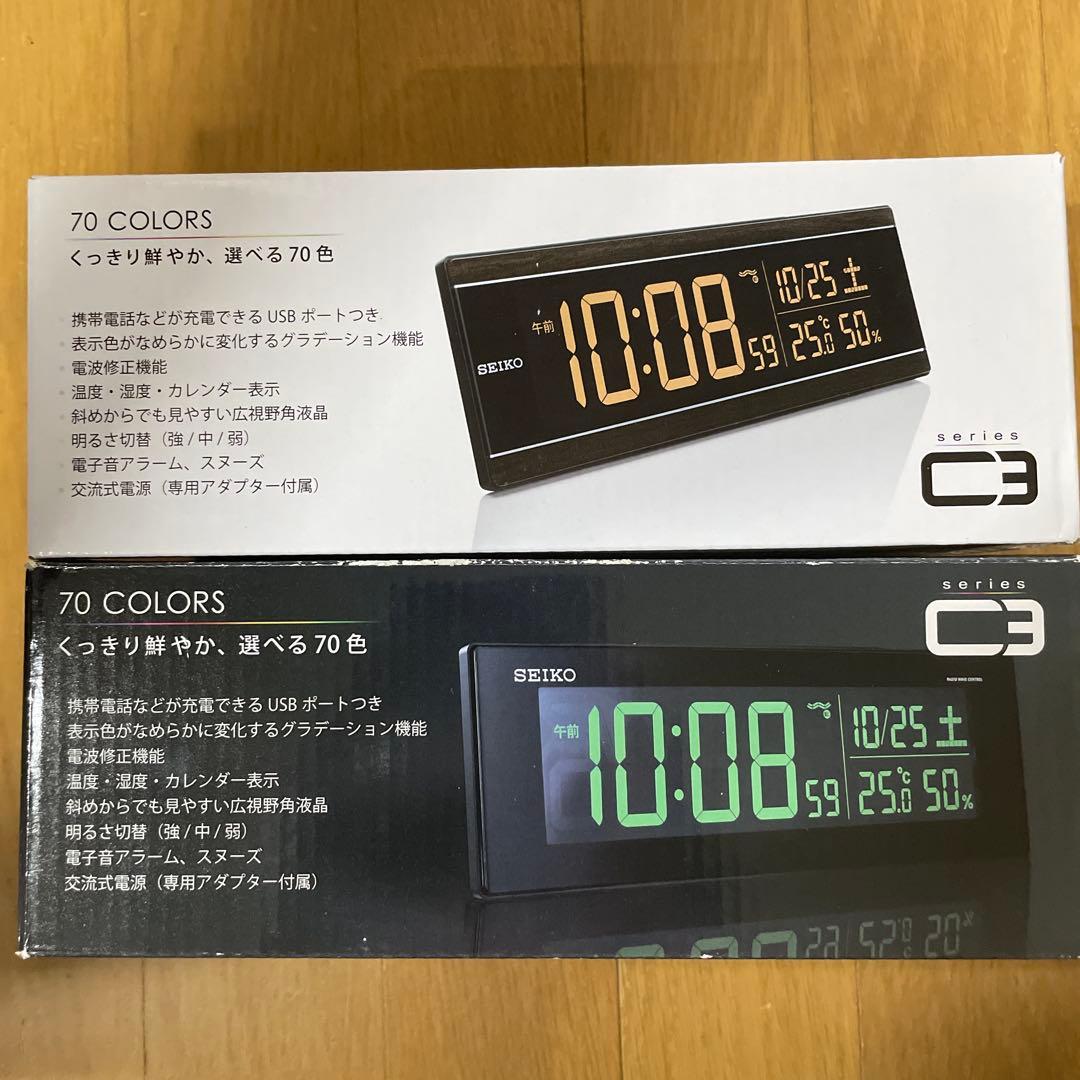 70 COLORS
くっきり鮮やか、選べる70色
・携帯電話などが充電できるUSBポートつき
・表示色がなめらかに変化するグラデーション機能
・電波修正機能
・温度・湿度・カレンダー表示
・斜めからでも見やすい広視野角液晶
・明るさ切替（強/中/弱）
・電子音アラーム、スヌーズ
・交流式電源（専用アダプター付属）
SEIKO
午前 10:08 59
10/25 土
25.0℃ 50%
series
C3
70 COLORS
くっきり鮮やか、選べる70色
携帯電話などが充電できるUSBポートつき
表示色がなめらかに変化するグラデーション機能
電波修正機能
温度・湿度・カレンダー表示
斜めからでも見やすい広視野角液晶
明るさ切替（強/中/弱）
電子音アラーム、スヌーズ
交流式電源（専用アダプター付属）
series
C3
SEIKO
RADIO WAVE CONTROL
午前 10:08 59
10/25 土
25.0℃ 50%